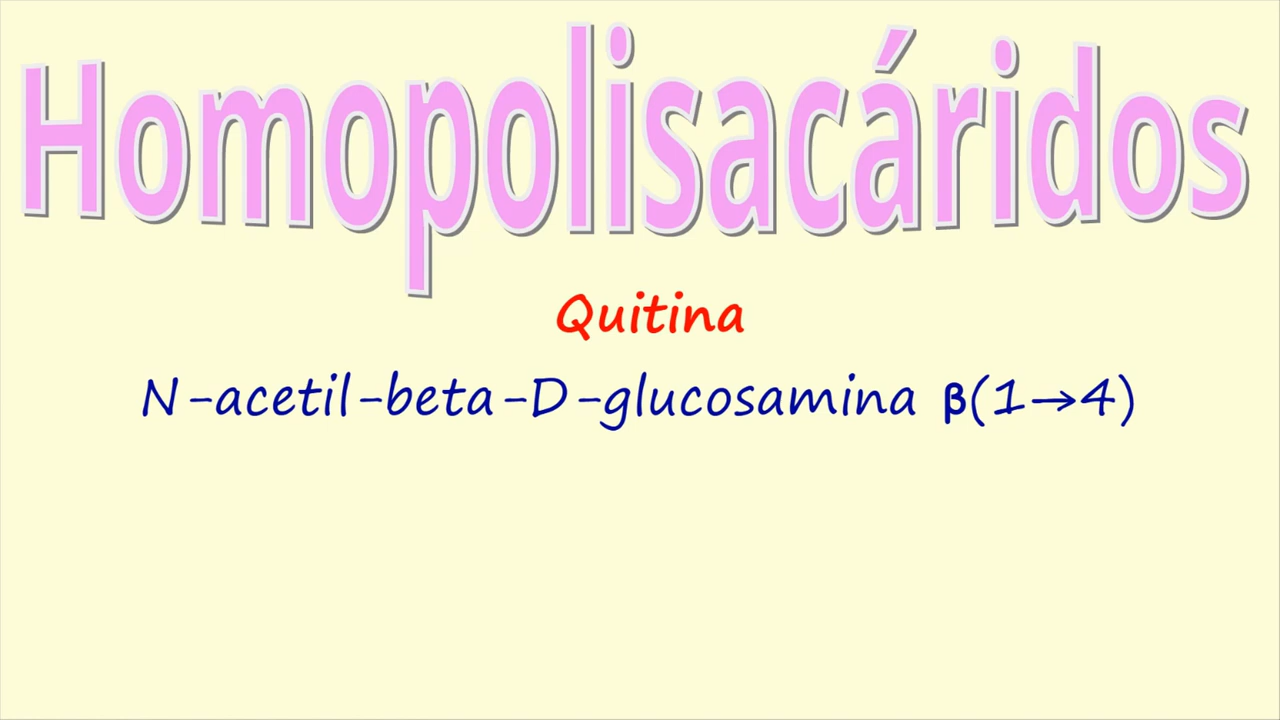 Homopolisacáridos
Quitina
N-acetil-beta-D-glucosamina β(1→4)